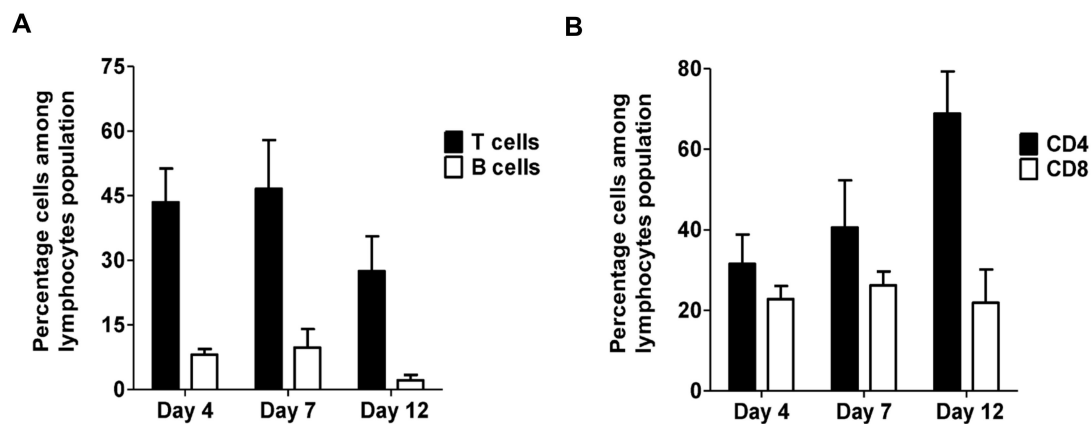 A
Percentage cells among
lymphocytes population
75
60
45
30
15
0
Day 4
Day 7
Day 12
T cells
B cells
B
Percentage cells among
lymphocytes population
80
60
40
20
0
Day 4
Day 7
Day 12
CD4
CD8